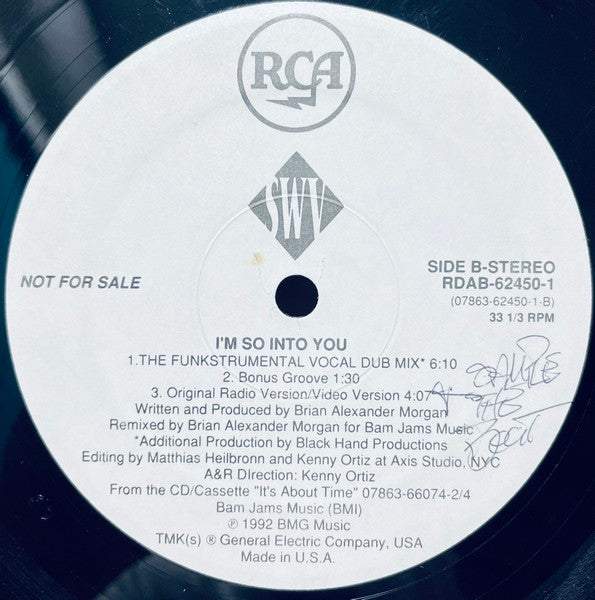 RCA
SWV
NOT FOR SALE
SIDE B-STEREO
RDAB-62450-1
(07863-62450-1-B)
33 1/3 RPM
I'M SO INTO YOU
1.THE FUNKSTRUMENTAL VOCAL DUB MIX* 6:10
2. Bonus Groove 1:30
3. Original Radio Version/Video Version 4:07
Written and Produced by Brian Alexander Morgan
Remixed by Brian Alexander Morgan for Bam Jams Music
*Additional Production by Black Hand Productions
Editing by Matthias Heilbronn and Kenny Ortiz at Axis Studio, NYC
A&R DIrection: Kenny Ortiz
From the CD/Cassette "It's About Time" 07863-66074-2/4
Bam Jams Music (BMI)
℗ 1992 BMG Music
TMK(s) ® General Electric Company, USA
Made in U.S.A.
SAMPLE
THE